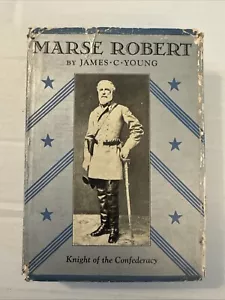 MARSE ROBERT
BY JAMES · C · YOUNG
Knight of the Confederacy